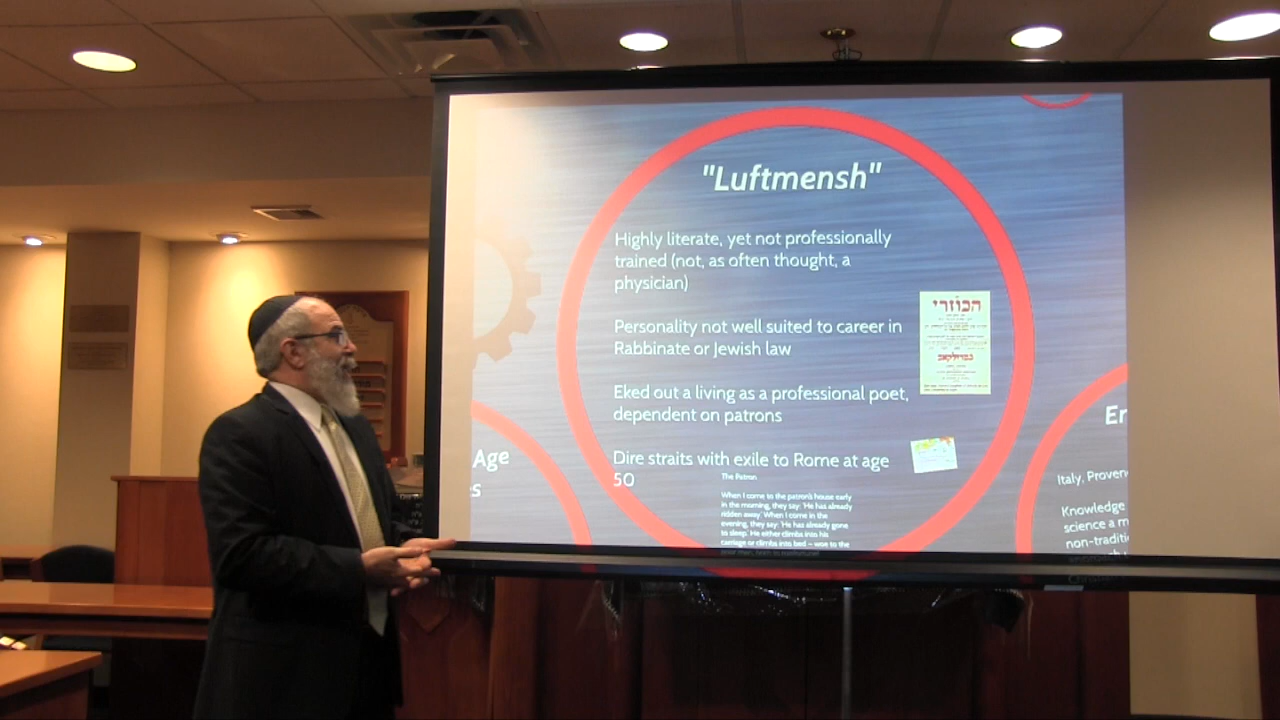 "Luftmensh"
Highly literate, yet not professionally
trained (not, as often thought, a
physician)
Personality not well suited to career in
Rabbinate or Jewish law
Eked out a living as a professional poet,
dependent on patrons
Dire straits with exile to Rome at age
50
The Patron
When I come to the patron's house early
in the morning, they say: 'He has already
ridden away.' When I come in the
evening, they say: 'He has already gone
to sleep.' He either climbs into his
carriage or climbs into bed – woe to the
poor man, born to misfortune!
הכוזרי
Age
s
Er
Italy, Proven
Knowledge
science a m
non-traditi